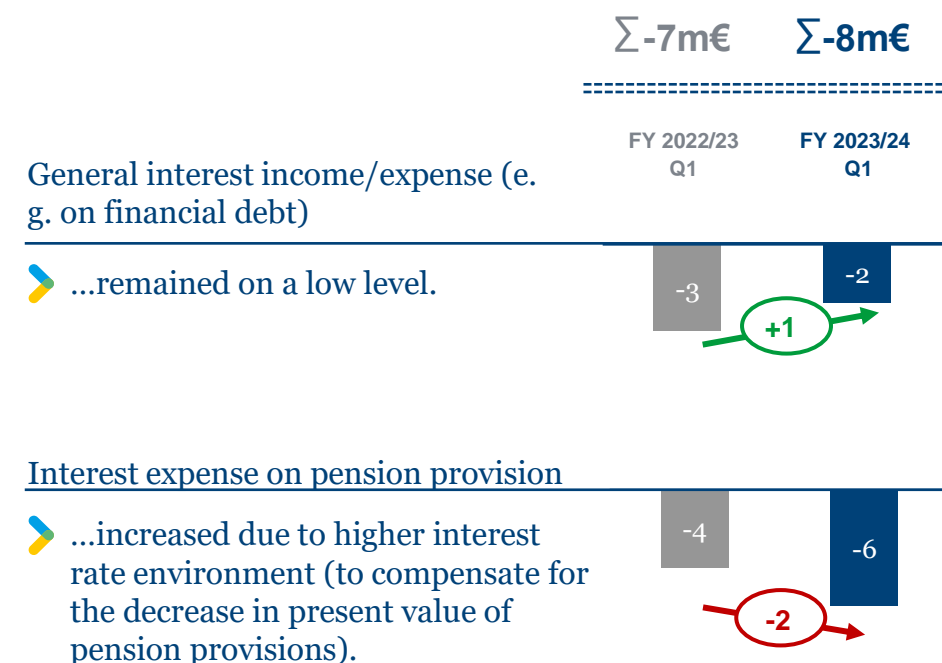 ∑-7m€ ∑-8m€
FY 2022/23 FY 2023/24
Q1 Q1
General interest income/expense (e.
g. on financial debt)
...remained on a low level.
-3
-2
+1
Interest expense on pension provision
...increased due to higher interest
rate environment (to compensate for
the decrease in present value of
pension provisions).
-4
-6
-2